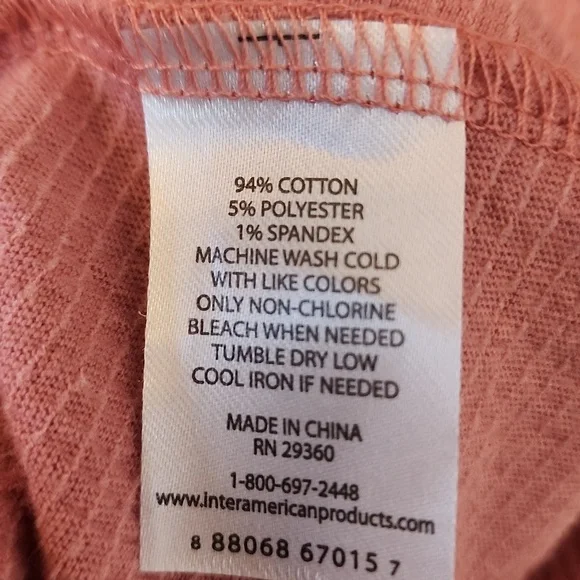 94% COTTON
5% POLYESTER
1% SPANDEX
MACHINE WASH COLD
WITH LIKE COLORS
ONLY NON-CHLORINE
BLEACH WHEN NEEDED
TUMBLE DRY LOW
COOL IRON IF NEEDED
MADE IN CHINA
RN 29360
1-800-697-2448
www.interamericanproducts.com
8 88068 67015 7